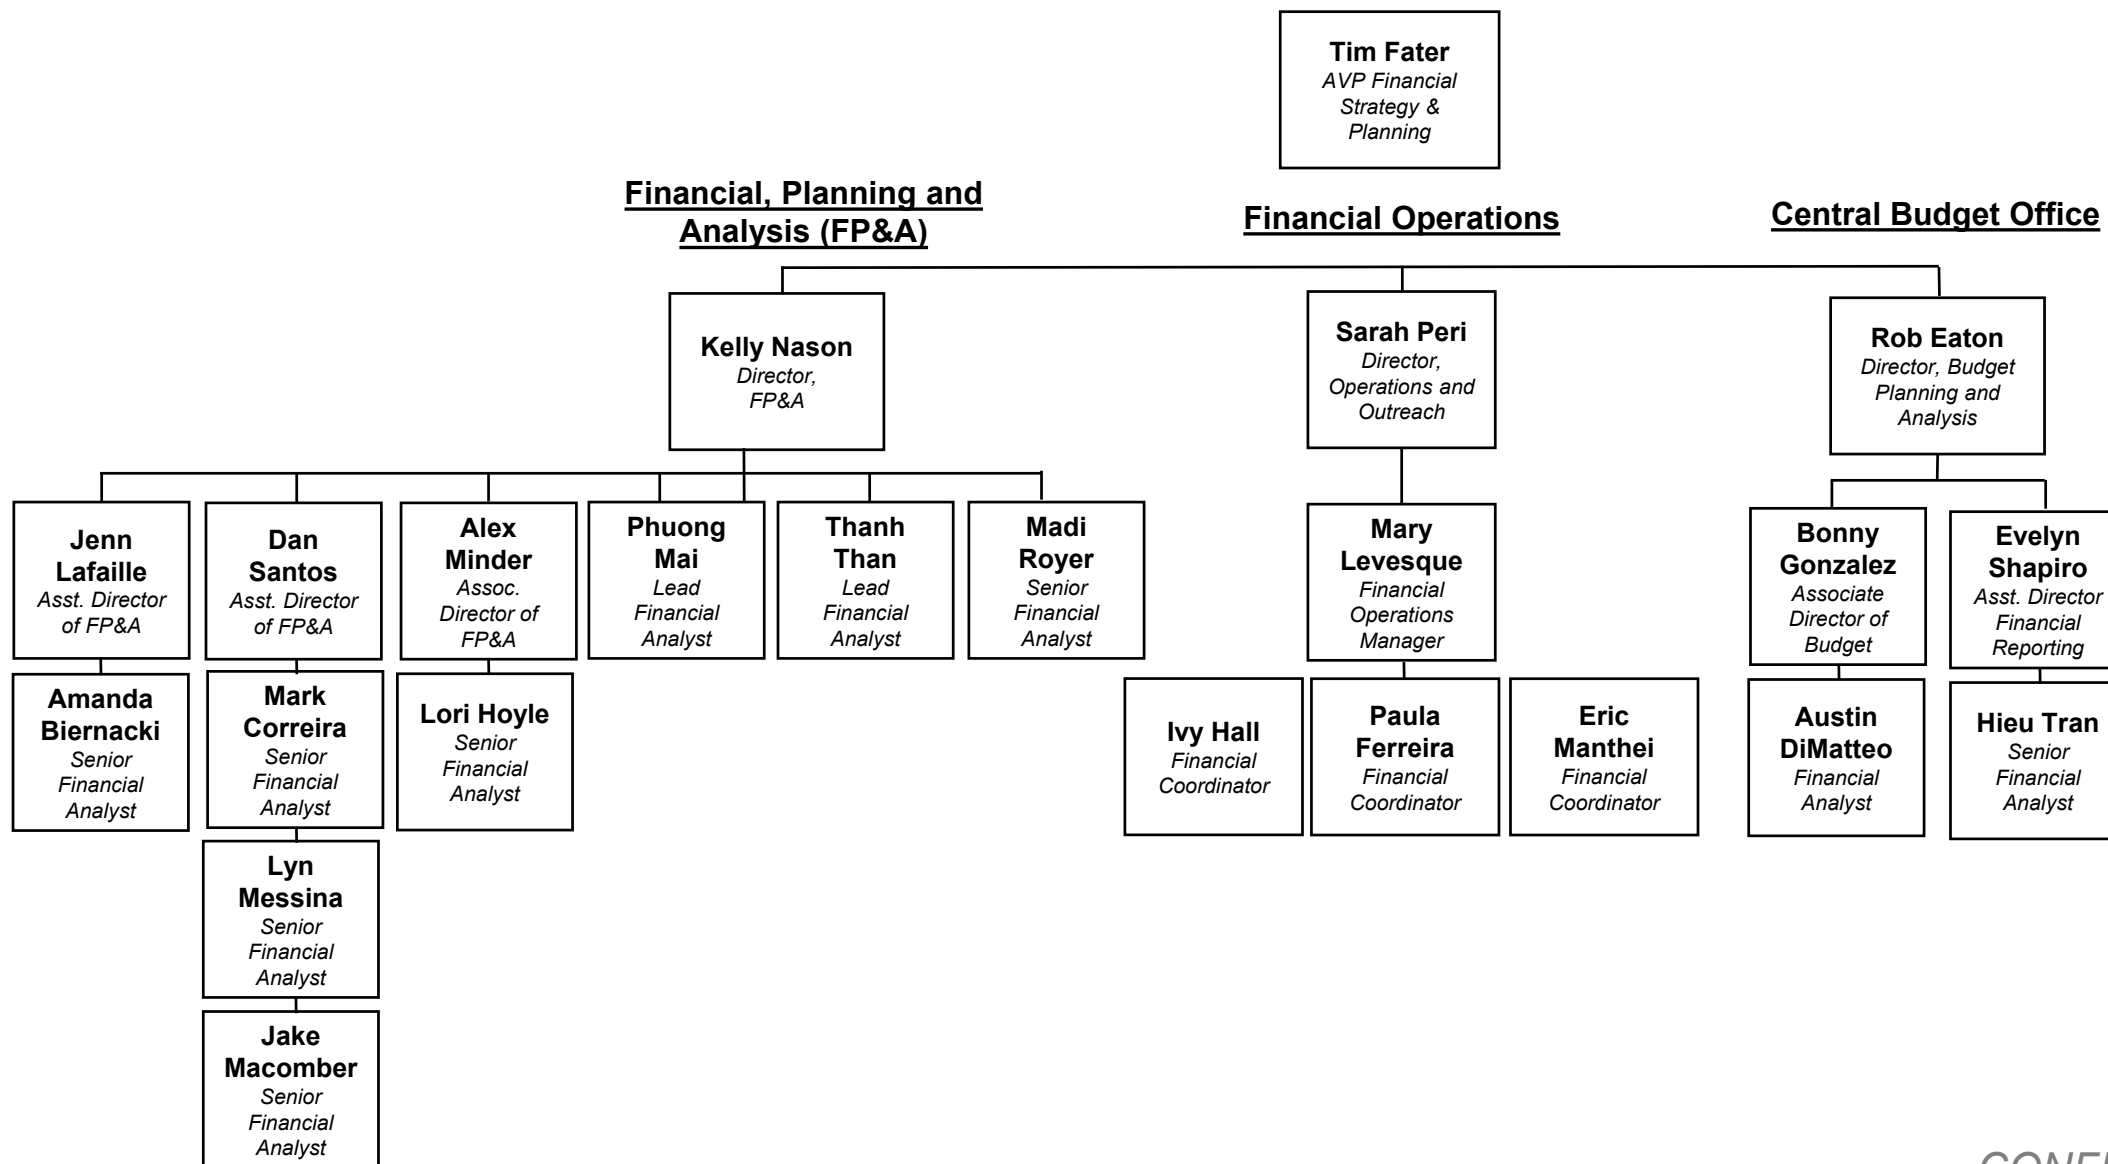 Tim Fater
AVP Financial
Strategy &
Planning
Financial, Planning and
Analysis (FP&A)
Financial Operations
Central Budget Office
Kelly Nason
Director,
FP&A
Sarah Peri
Director,
Operations and
Outreach
Rob Eaton
Director, Budget
Planning and
Analysis
Jenn
Lafaille
Asst. Director
of FP&A
Dan
Santos
Asst. Director
of FP&A
Alex
Minder
Assoc.
Director of
FP&A
Phuong
Mai
Lead
Financial
Analyst
Thanh
Than
Lead
Financial
Analyst
Madi
Royer
Senior
Financial
Analyst
Mary
Levesque
Financial
Operations
Manager
Bonny
Gonzalez
Associate
Director of
Budget
Evelyn
Shapiro
Asst. Director
Financial
Reporting
Amanda
Biernacki
Senior
Financial
Analyst
Mark
Correira
Senior
Financial
Analyst
Lori Hoyle
Senior
Financial
Analyst
Ivy Hall
Financial
Coordinator
Paula
Ferreira
Financial
Coordinator
Eric
Manthei
Financial
Coordinator
Austin
DiMatteo
Financial
Analyst
Hieu Tran
Senior
Financial
Analyst
Lyn
Messina
Senior
Financial
Analyst
Jake
Macomber
Senior
Financial
Analyst